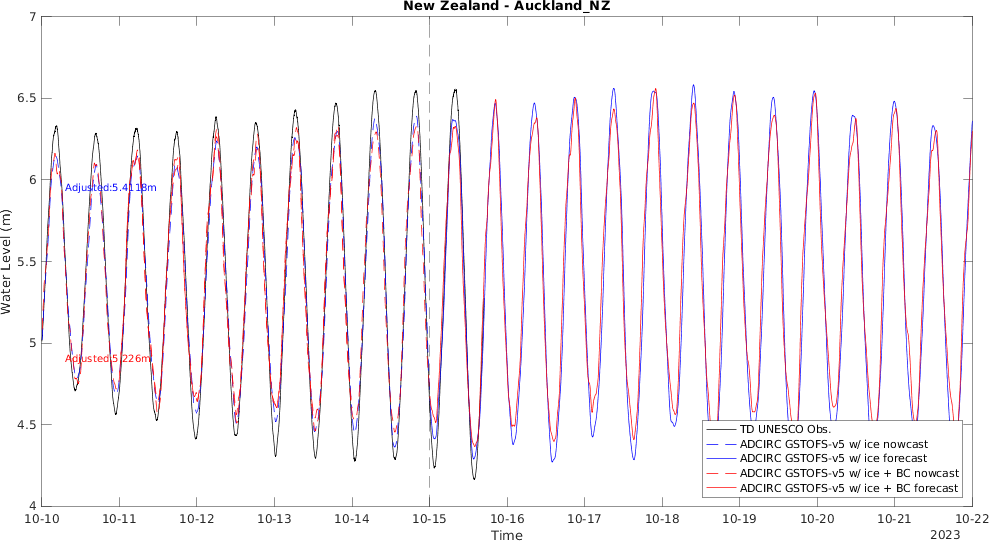 New Zealand - Auckland_NZ
7
6.5
6
5.5
5
4.5
4
Water Level (m)
Adjusted:5.4118m
Adjusted:5.226m
TD UNESCO Obs.
ADCIRC GSTOFS-v5 w/ ice nowcast
ADCIRC GSTOFS-v5 w/ ice forecast
ADCIRC GSTOFS-v5 w/ ice + BC nowcast
ADCIRC GSTOFS-v5 w/ ice + BC forecast
10-10 10-11 10-12 10-13 10-14 10-15 10-16 10-17 10-18 10-19 10-20 10-21 10-22
Time
2023